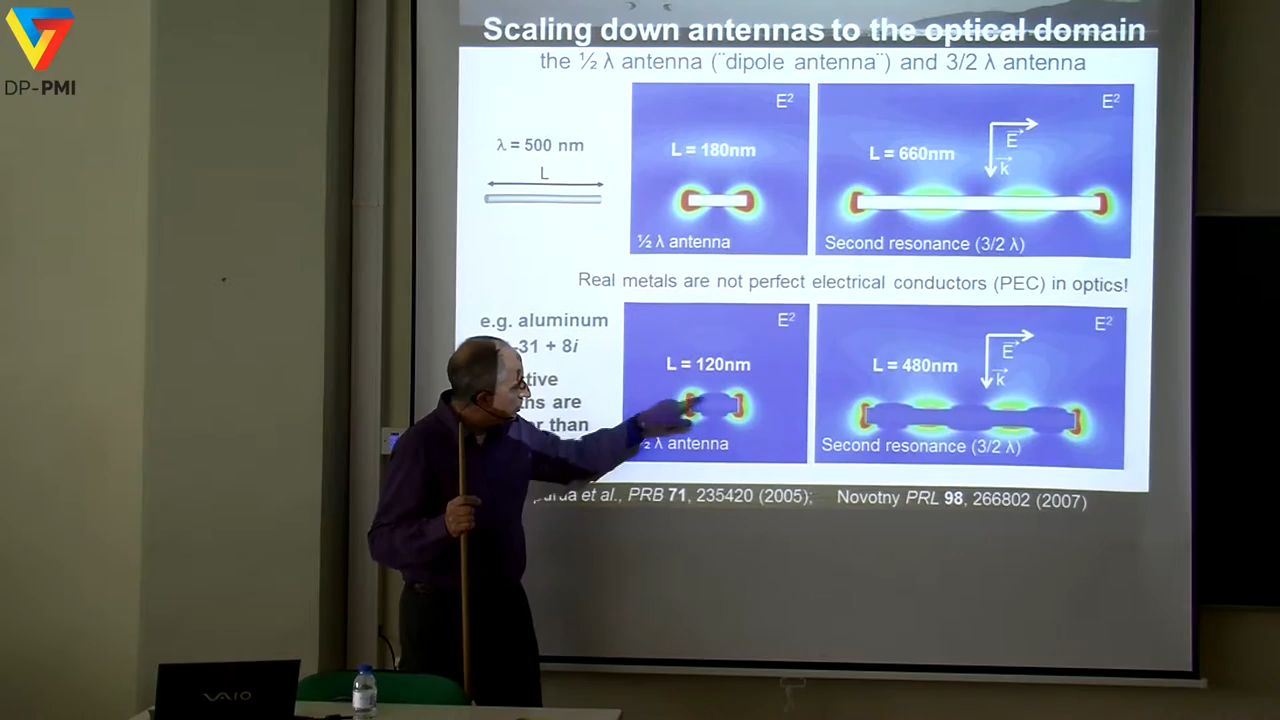 DP-PMI
Scaling down antennas to the optical domain
the ½ λ antenna ("dipole antenna") and 3/2 λ antenna
λ = 500 nm
L
E²
L = 180nm
½ λ antenna
E²
L = 660nm
E
k
Second resonance (3/2 λ)
Real metals are not perfect electrical conductors (PEC) in optics!
e.g. aluminum
-31 + 8i
are
than
E²
L = 120nm
½ λ antenna
E²
L = 480nm
E
k
Second resonance (3/2 λ)
et al., PRB 71, 235420 (2005); Novotny PRL 98, 266802 (2007)
VAIO